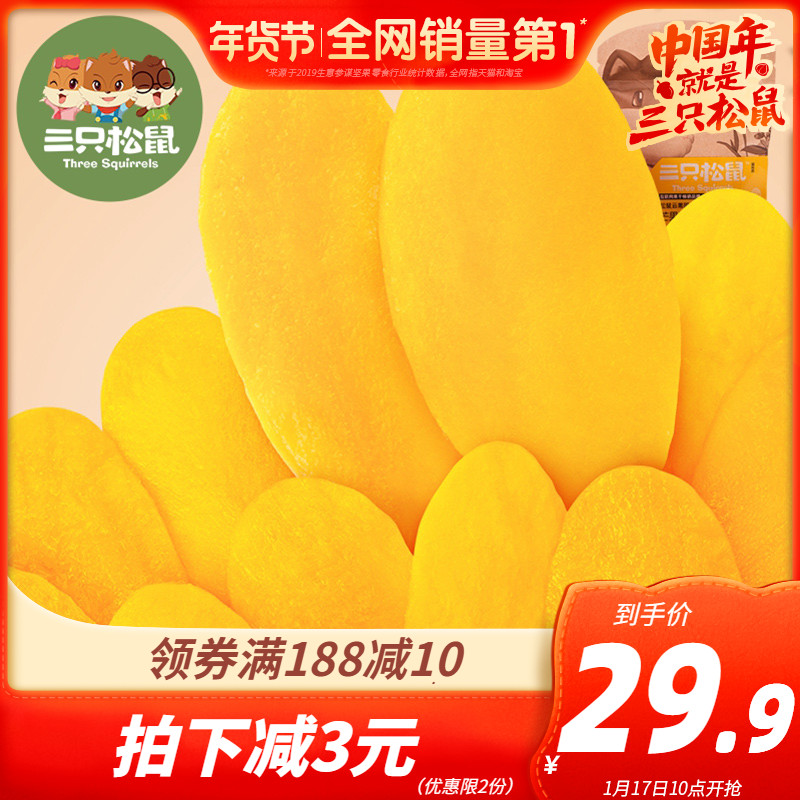 年货节 全网销量第1*
*来源于2019生意参谋坚果零食行业统计数据,全网指天猫和淘宝
三只松鼠
Three Squirrels
中国年
就是
三只松鼠
三只松鼠
Three Squirrels
领券满188减10
拍下减3元
(优惠限2份)
到手价
¥29.9
1月17日10点开抢